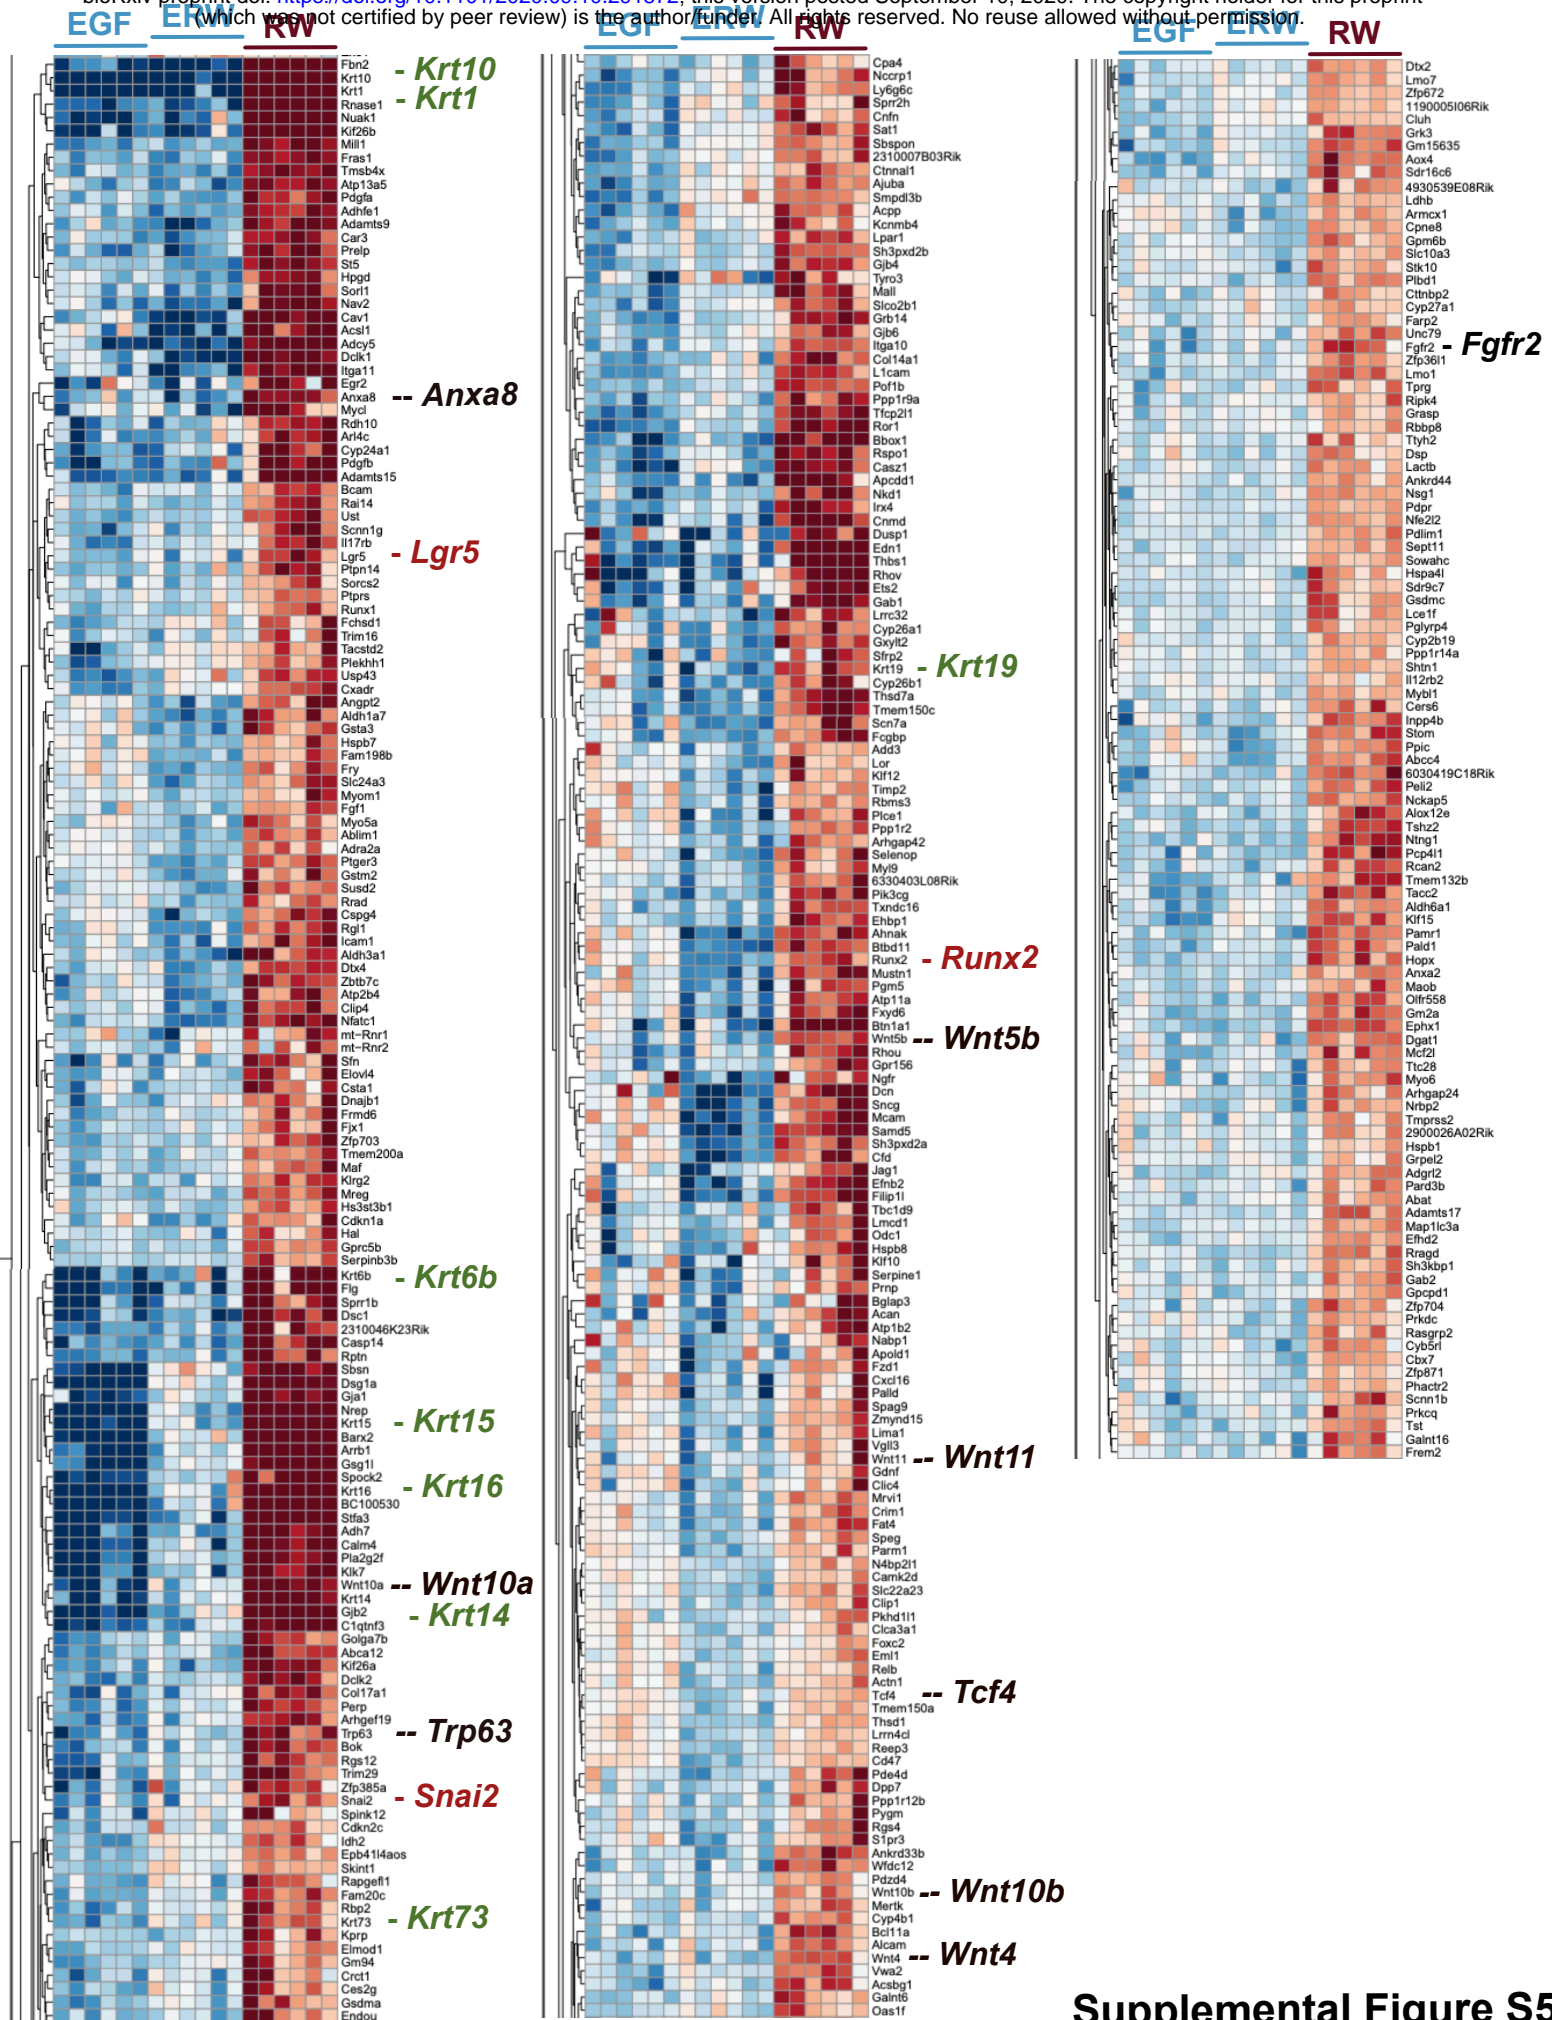 (which was not certified by peer review) is the author/funder. All rights reserved. No reuse allowed without permission.
EGF ERW RW
Fbn2
Krt10
Krt1
Rnase1
Nuak1
Kif26b
Mill1
Fras1
Tmsb4x
Atp13a5
Pdgfa
Adhfe1
Adamts9
Car3
Prelp
St5
Hpgd
Sorl1
Nav2
Cav1
Acsl1
Adcy5
Dclk1
Itga11
Egr2
Anxa8
Mycl
Rdh10
Arl4c
Cyp24a1
Pdgfb
Adamts15
Bcam
Rai14
Ust
Scnn1g
Il17rb
Lgr5
Ptpn14
Sorcs2
Ptprs
Runx1
Fchsd1
Trim16
Tacstd2
Plekhh1
Usp43
Cxadr
Angpt2
Aldh1a7
Gsta3
Hspb7
Fam198b
Fry
Slc24a3
Myom1
Fgf1
Myo5a
Ablim1
Adra2a
Ptger3
Gstm2
Susd2
Rrad
Cspg4
Rgl1
Icam1
Aldh3a1
Dtx4
Zbtb7c
Atp2b4
Clip4
Nfatc1
mt−Rnr1
mt−Rnr2
Sfn
Elovl4
Csta1
Dnajb1
Frmd6
Fjx1
Zfp703
Tmem200a
Maf
Klrg2
Mreg
Hs3st3b1
Cdkn1a
Hal
Gprc5b
Serpinb3b
Krt6b
Flg
Sprr1b
Dsc1
2310046K23Rik
Casp14
Rptn
Sbsn
Dsg1a
Gja1
Nrep
Krt15
Barx2
Arrb1
Gsg1l
Spock2
Krt16
BC100530
Stfa3
Adh7
Calm4
Pla2g2f
Klk7
Wnt10a
Krt14
Gjb2
C1qtnf3
Golga7b
Abca12
Kif26a
Dclk2
Col17a1
Perp
Arhgef19
Trp63
Bok
Rgs12
Trim29
Zfp385a
Snai2
Spink12
Cdkn2c
Idh2
Epb41l4aos
Skint1
Rapgefl1
Fam20c
Rbp2
Krt73
Kprp
Elmod1
Gm94
Crct1
Ces2g
Gsdma
Endou
- Krt10
- Krt1
-- Anxa8
- Lgr5
- Krt6b
- Krt15
- Krt16
-- Wnt10a
- Krt14
-- Trp63
- Snai2
- Krt73
EGF ERW RW
Cpa4
Nccrp1
Ly6g6c
Sprr2h
Cnfn
Sat1
Sbspon
2310007B03Rik
Ctnnal1
Ajuba
Smpdl3b
Acpp
Kcnmb4
Lpar1
Sh3pxd2b
Gjb4
Tyro3
Mall
Slco2b1
Grb14
Gjb6
Itga10
Col14a1
L1cam
Pof1b
Ppp1r9a
Tfcp2l1
Ror1
Bbox1
Rspo1
Casz1
Apcdd1
Nkd1
Irx4
Cnmd
Dusp1
Edn1
Thbs1
Rhov
Ets2
Gab1
Lrrc32
Cyp26a1
Gxylt2
Sfrp2
Krt19
Cyp26b1
Thsd7a
Tmem150c
Scn7a
Fcgbp
Add3
Lor
Klf12
Timp2
Rbms3
Plce1
Ppp1r2
Arhgap42
Selenop
Myl9
6330403L08Rik
Pik3cg
Txndc16
Ehbp1
Ahnak
Btbd11
Runx2
Mustn1
Pgm5
Atp11a
Fxyd6
Btn1a1
Wnt5b
Rhou
Gpr156
Ngfr
Dcn
Sncg
Mcam
Samd5
Sh3pxd2a
Cfd
Jag1
Efnb2
Filip1l
Tbc1d9
Lmcd1
Odc1
Hspb8
Klf10
Serpine1
Prnp
Bglap3
Acan
Atp1b2
Nabp1
Apold1
Fzd1
Cxcl16
Palld
Spag9
Zmynd15
Lima1
Vgll3
Wnt11
Gdnf
Clic4
Mrvi1
Crim1
Fat4
Speg
Parm1
N4bp2l1
Camk2d
Slc22a23
Clip1
Pkhd1l1
Clca3a1
Foxc2
Eml1
Relb
Actn1
Tcf4
Tmem150a
Thsd1
Lrrn4cl
Reep3
Cd47
Pde4d
Dpp7
Ppp1r12b
Pygm
Rgs4
S1pr3
Ankrd33b
Wfdc12
Pdzd4
Wnt10b
Mertk
Cyp4b1
Bcl11a
Alcam
Wnt4
Vwa2
Acsbg1
Galnt6
Oas1f
- Krt19
- Runx2
-- Wnt5b
-- Wnt11
-- Tcf4
-- Wnt10b
-- Wnt4
EGF ERW RW
Dtx2
Lmo7
Zfp672
1190005I06Rik
Cluh
Grk3
Gm15635
Aox4
Sdr16c6
4930539E08Rik
Ldhb
Armcx1
Cpne8
Gpm6b
Slc10a3
Stk10
Plbd1
Cttnbp2
Cyp27a1
Farp2
Unc79
Fgfr2
Zfp36l1
Lmo1
Tprg
Ripk4
Grasp
Rbbp8
Ttyh2
Dsp
Lactb
Ankrd44
Nsg1
Pdpr
Nfe2l2
Pdlim1
Sept11
Sowahc
Hspa4l
Sdr9c7
Gsdmc
Lce1f
Pglyrp4
Cyp2b19
Ppp1r14a
Shtn1
Il12rb2
Mybl1
Cers6
Inpp4b
Stom
Ppic
Abcc4
6030419C18Rik
Peli2
Nckap5
Alox12e
Tshz2
Ntng1
Pcp4l1
Rcan2
Tmem132b
Tacc2
Aldh6a1
Klf15
Pamr1
Pald1
Hopx
Anxa2
Maob
Olfr558
Gm2a
Ephx1
Dgat1
Mcf2l
Ttc28
Myo6
Arhgap24
Nrbp2
Tmprss2
2900026A02Rik
Hspb1
Grpel2
Adgrl2
Pard3b
Abat
Adamts17
Map1lc3a
Efhd2
Rragd
Sh3kbp1
Gab2
Gpcpd1
Zfp704
Prkdc
Rasgrp2
Cyb5rl
Cbx7
Zfp871
Phactr2
Scnn1b
Prkcq
Tst
Galnt16
Frem2
- Fgfr2
Supplemental Figure S5